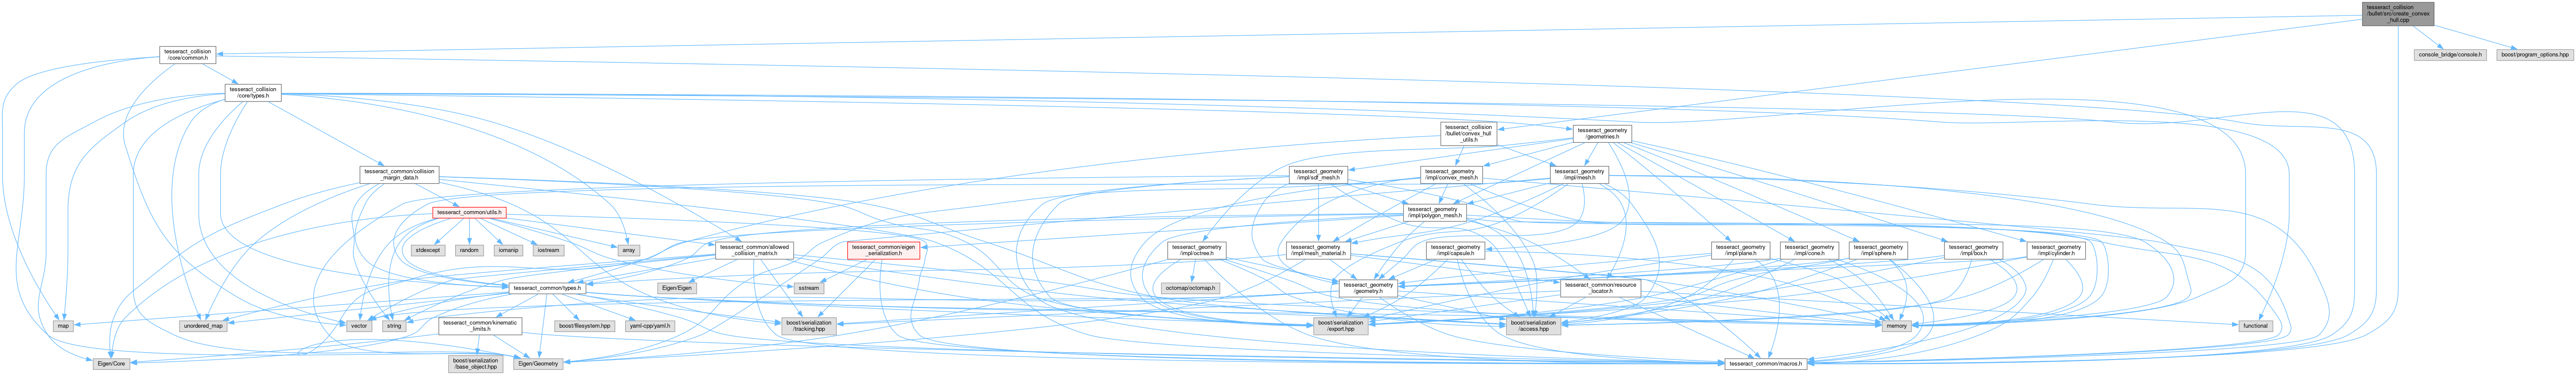 tesseract_collision
/bullet/src/create_convex
_hull.cpp
tesseract_collision
/core/common.h
console_bridge/console.h
boost/program_options.hpp
tesseract_collision
/core/types.h
tesseract_collision
/bullet/convex_hull
_utils.h
tesseract_geometry
/geometries.h
tesseract_common/collision
_margin_data.h
tesseract_geometry
/impl/sdf_mesh.h
tesseract_geometry
/impl/convex_mesh.h
tesseract_geometry
/impl/mesh.h
tesseract_common/utils.h
tesseract_geometry
/impl/polygon_mesh.h
stdexcept
random
iomanip
iostream
array
tesseract_common/allowed
_collision_matrix.h
tesseract_common/eigen
_serialization.h
tesseract_geometry
/impl/octree.h
tesseract_geometry
/impl/mesh_material.h
tesseract_geometry
/impl/capsule.h
tesseract_geometry
/impl/plane.h
tesseract_geometry
/impl/cone.h
tesseract_geometry
/impl/sphere.h
tesseract_geometry
/impl/box.h
tesseract_geometry
/impl/cylinder.h
tesseract_common/types.h
Eigen/Eigen
sstream
octomap/octomap.h
tesseract_geometry
/geometry.h
tesseract_common/resource
_locator.h
map
unordered_map
vector
string
tesseract_common/kinematic
_limits.h
boost/filesystem.hpp
yaml-cpp/yaml.h
boost/serialization
/tracking.hpp
boost/serialization
/export.hpp
boost/serialization
/access.hpp
memory
functional
Eigen/Core
boost/serialization
/base_object.hpp
Eigen/Geometry
tesseract_common/macros.h